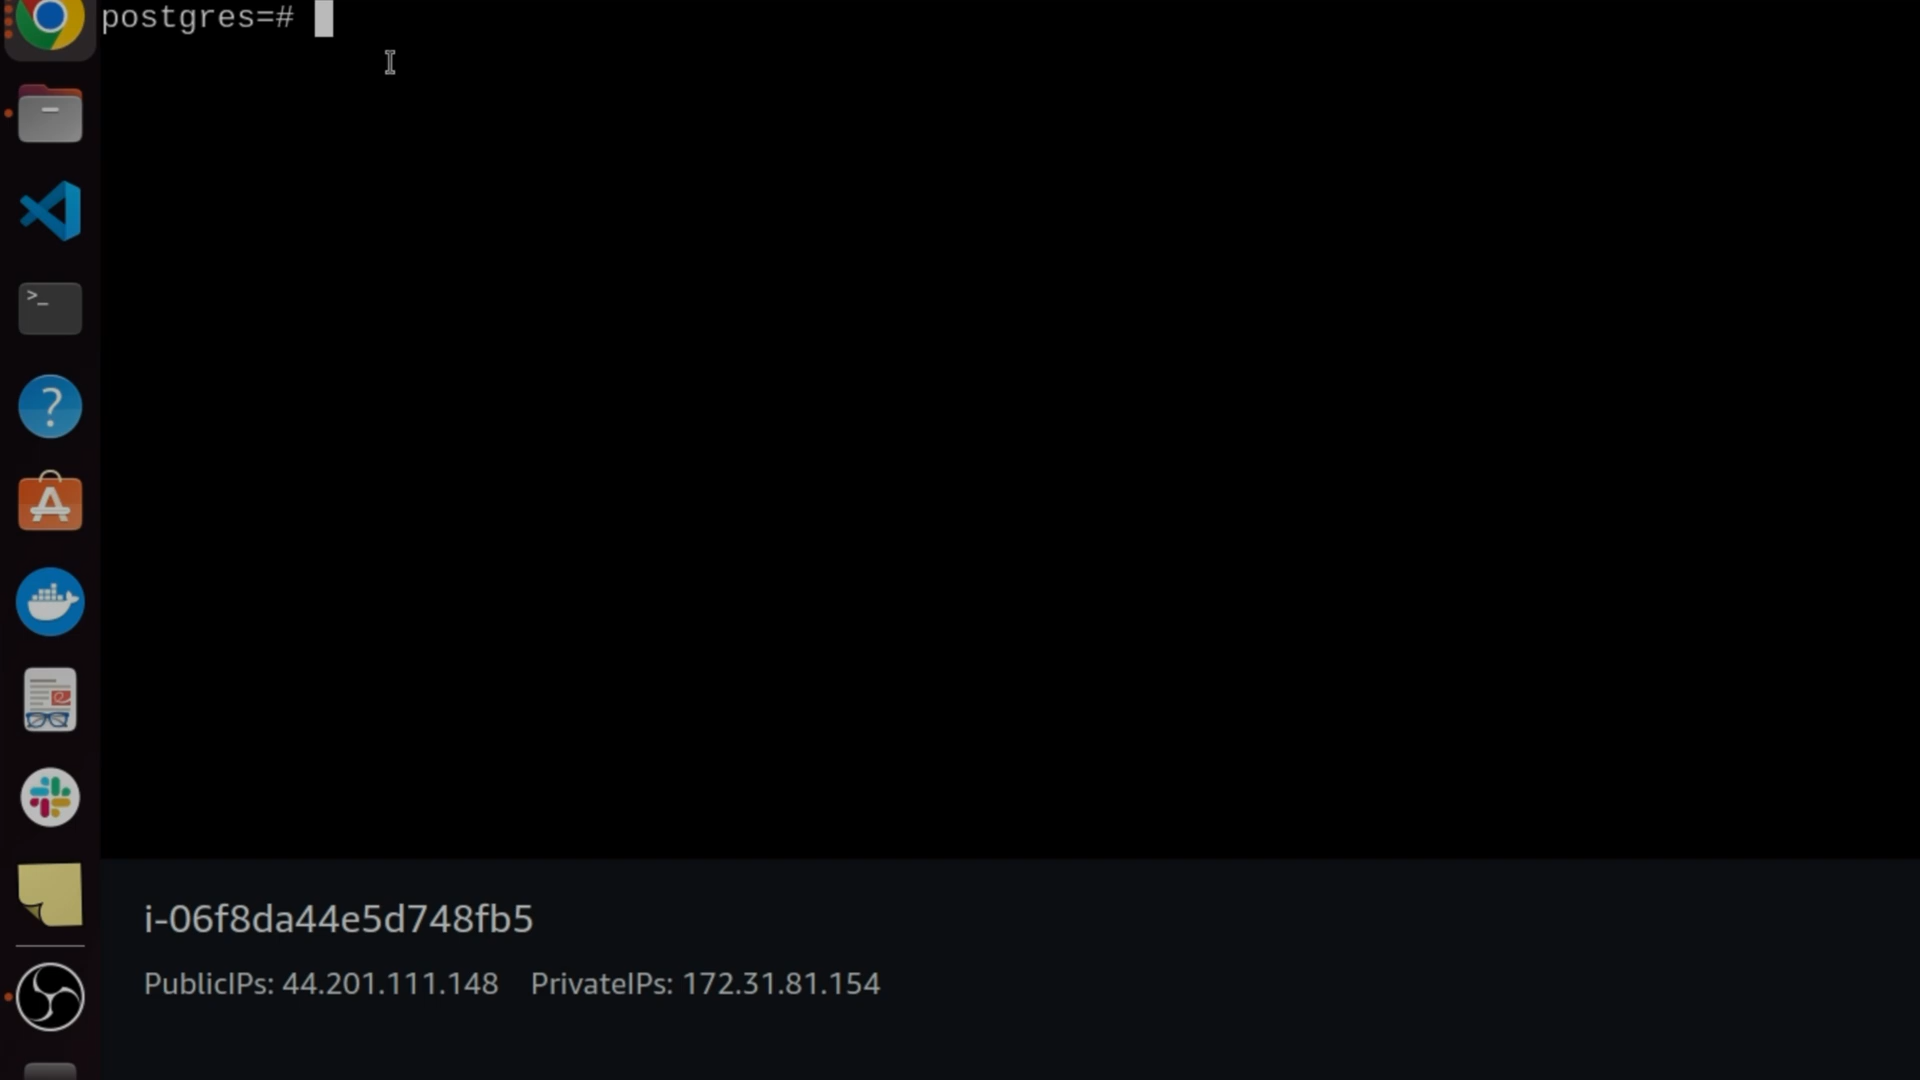 postgres=#
>_
?
i-06f8da44e5d748fb5
PublicIPs: 44.201.111.148 PrivateIPs: 172.31.81.154